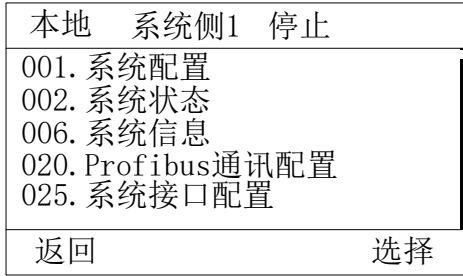 本地 系统侧1 停止
001.系统配置
002.系统状态
006.系统信息
020.Profibus通讯配置
025.系统接口配置
返回 选择